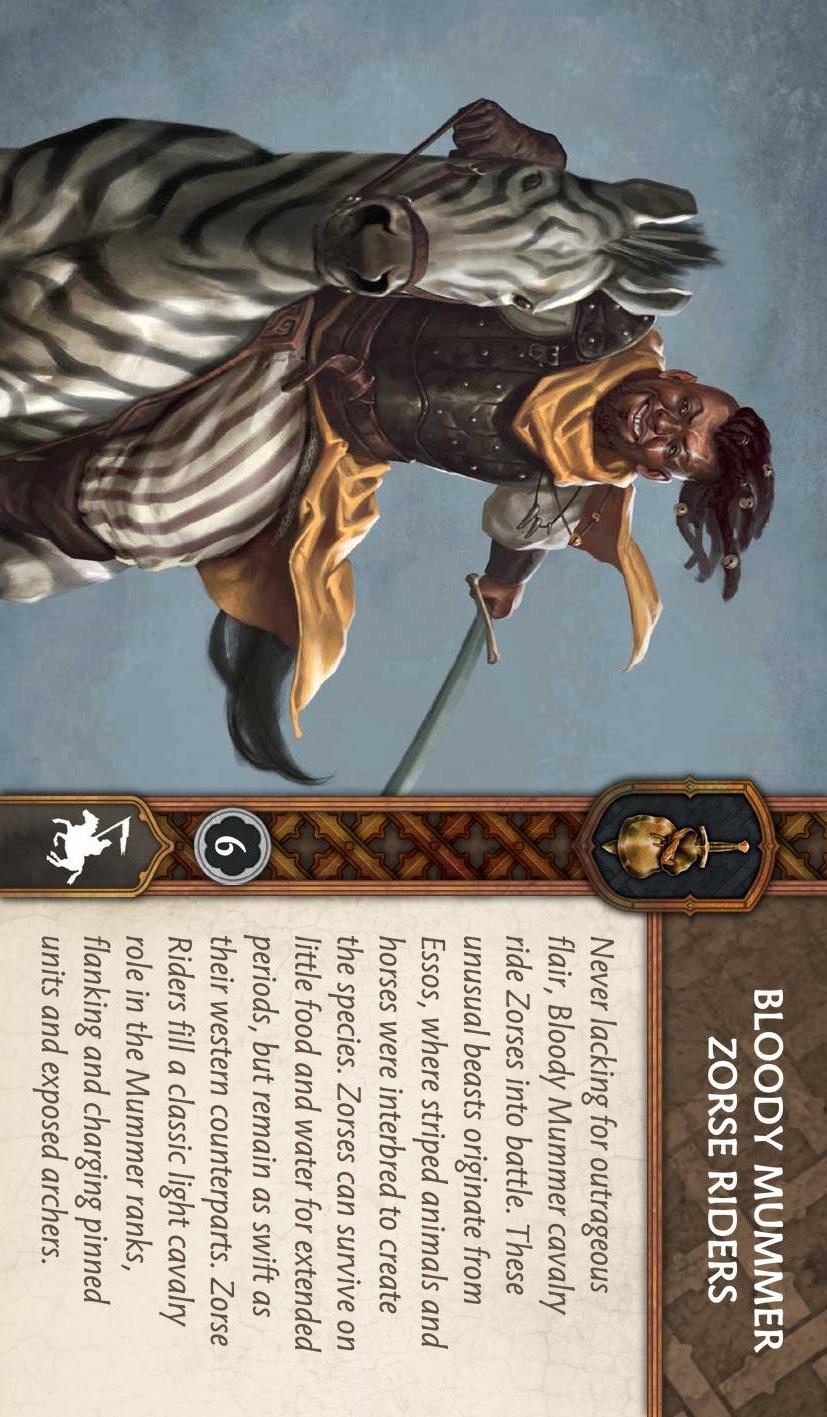 BLOODY MUMMER
ZORSE RIDERS
Never lacking for outrageous
flair, Bloody Mummer cavalry
ride Zorses into battle. These
unusual beasts originate from
Essos, where striped animals and
horses were interbred to create
the species. Zorses can survive on
little food and water for extended
periods, but remain as swift as
their western counterparts. Zorse
Riders fill a classic light cavalry
role in the Mummer ranks,
flanking and charging pinned
units and exposed archers.
6